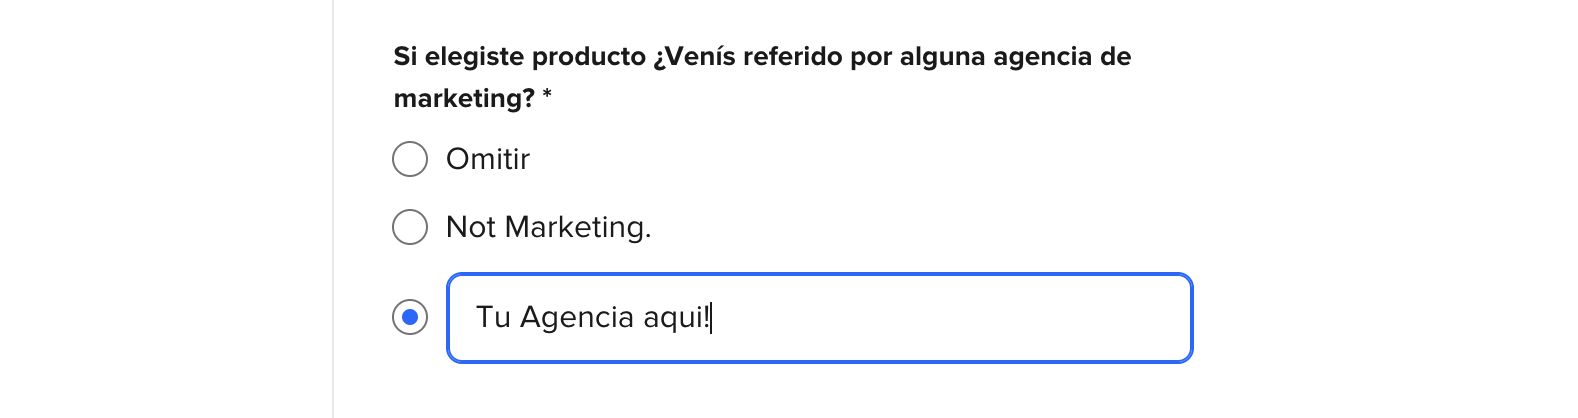 Si elegiste producto ¿Venís referido por alguna agencia de
marketing? *
Omitir
Not Marketing.
Tu Agencia aqui!